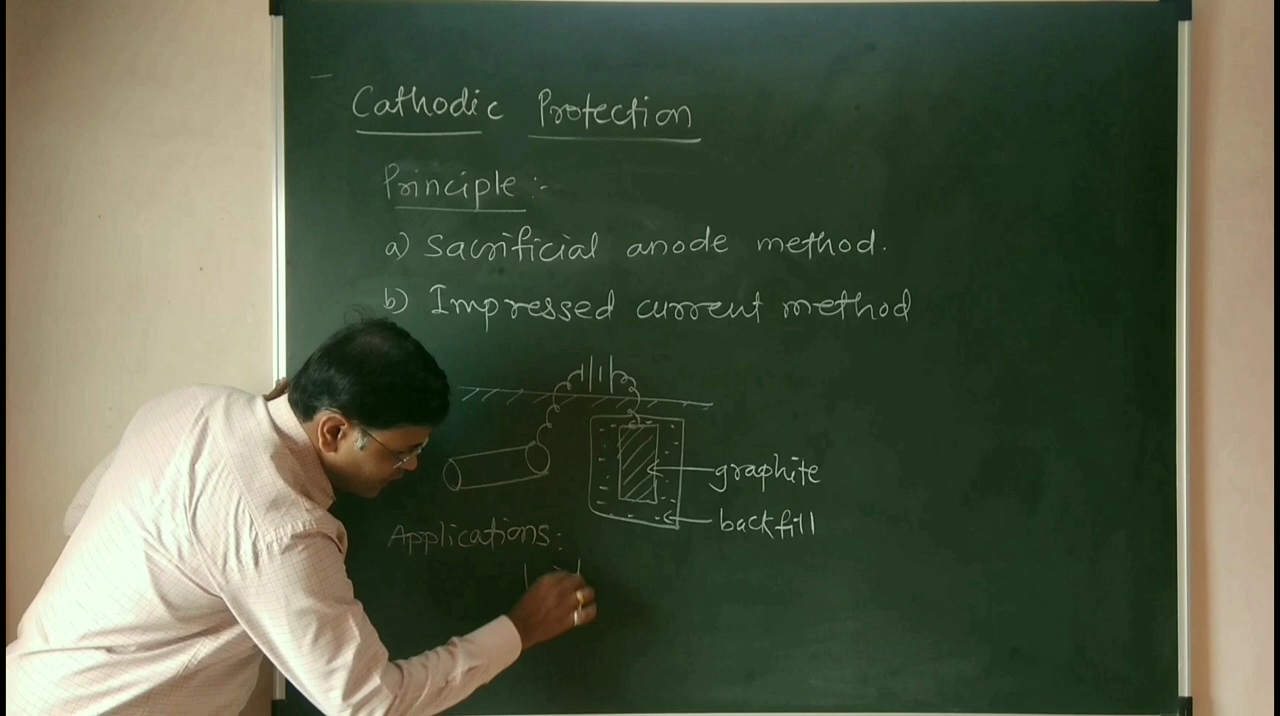 Cathodic Protection
Principle :-
a) Sacrificial anode method.
b) Impressed current method
graphite
backfill
Applications: